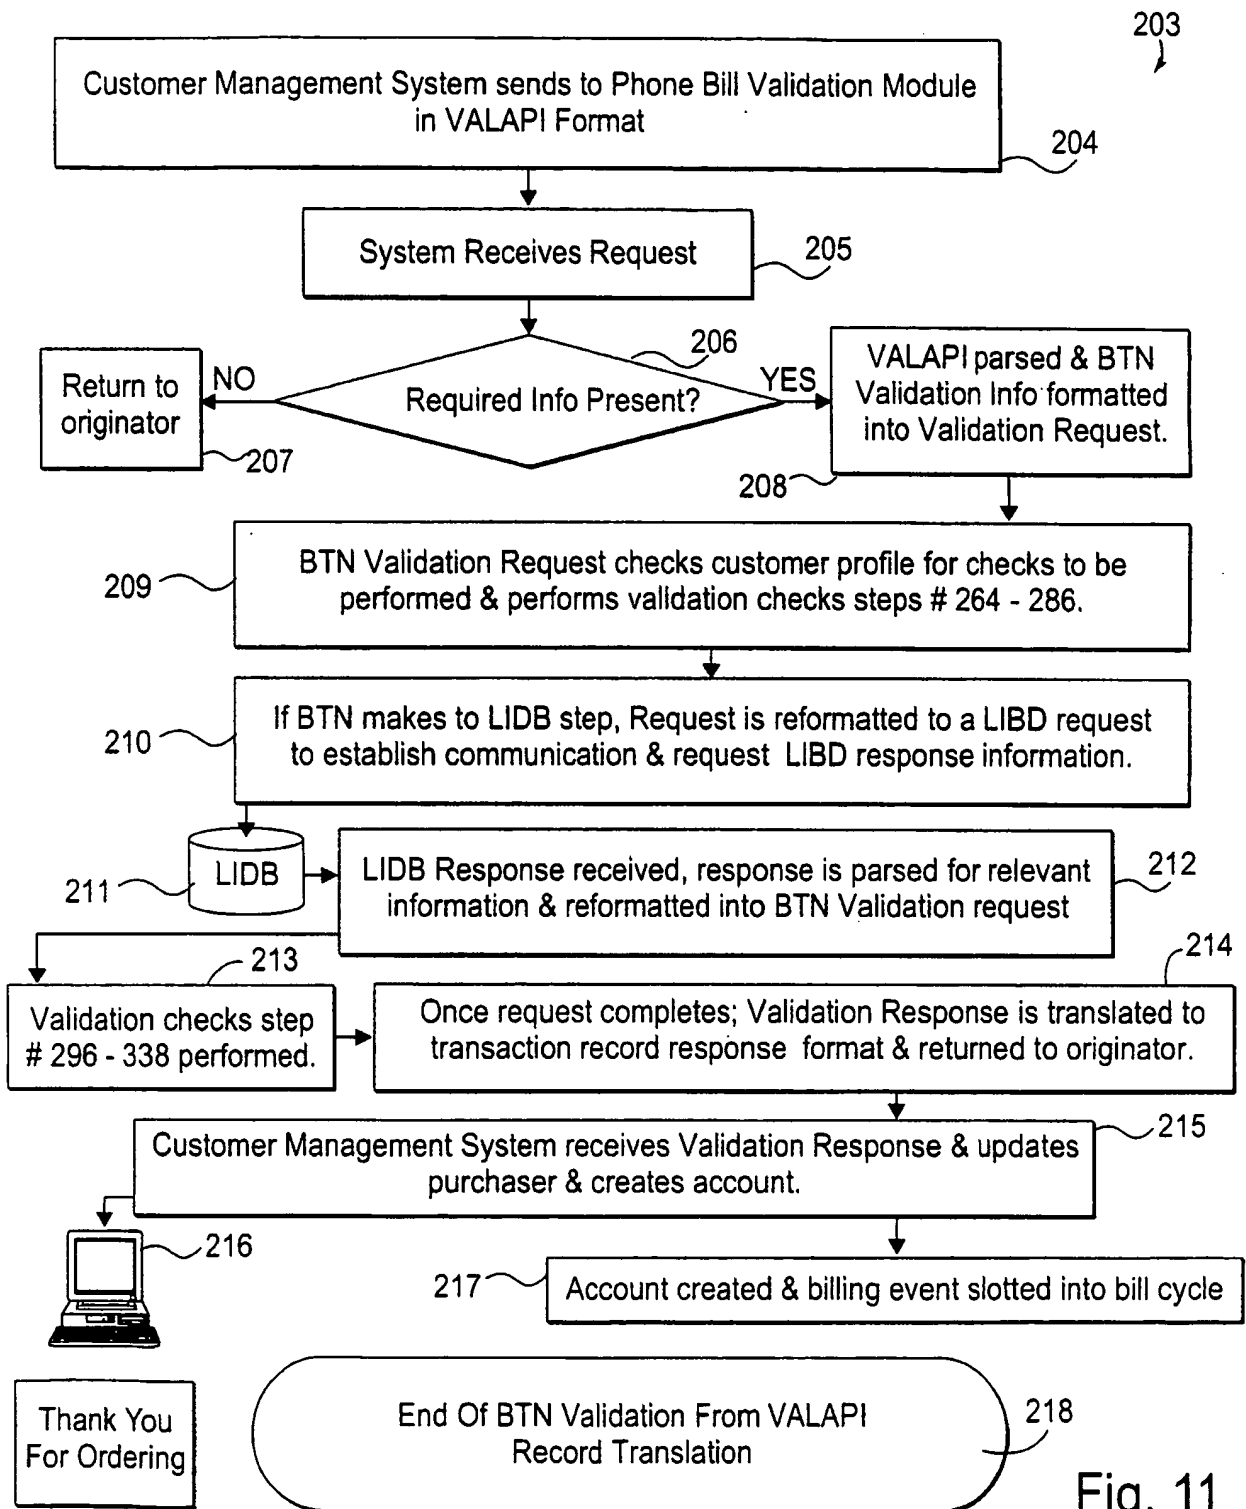 203
Customer Management System sends to Phone Bill Validation Module
in VALAPI Format
204
System Receives Request
205
206
Required Info Present?
NO
YES
Return to
originator
207
VALAPI parsed & BTN
Validation Info formatted
into Validation Request.
208
BTN Validation Request checks customer profile for checks to be
performed & performs validation checks steps # 264 - 286.
209
If BTN makes to LIDB step, Request is reformatted to a LIBD request
to establish communication & request LIBD response information.
210
LIDB
211
LIDB Response received, response is parsed for relevant
information & reformatted into BTN Validation request
212
213
Validation checks step
# 296 - 338 performed.
214
Once request completes; Validation Response is translated to
transaction record response format & returned to originator.
215
Customer Management System receives Validation Response & updates
purchaser & creates account.
216
217
Account created & billing event slotted into bill cycle
Thank You
For Ordering
End Of BTN Validation From VALAPI
Record Translation
218
Fig. 11